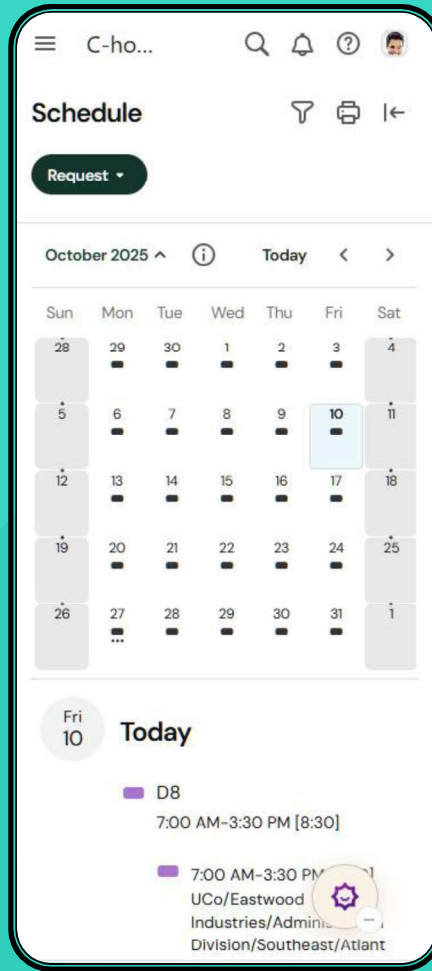 C-ho...
Schedule
Request
October 2025 Today
Sun Mon Tue Wed Thu Fri Sat
28 29 30 1 2 3 4
5 6 7 8 9 10 11
12 13 14 15 16 17 18
19 20 21 22 23 24 25
26 27 28 29 30 31 1
Fri
10
Today
D8
7:00 AM-3:30 PM [8:30]
7:00 AM-3:30 PM
UCo/Eastwood
Division/Southeast/Atlant